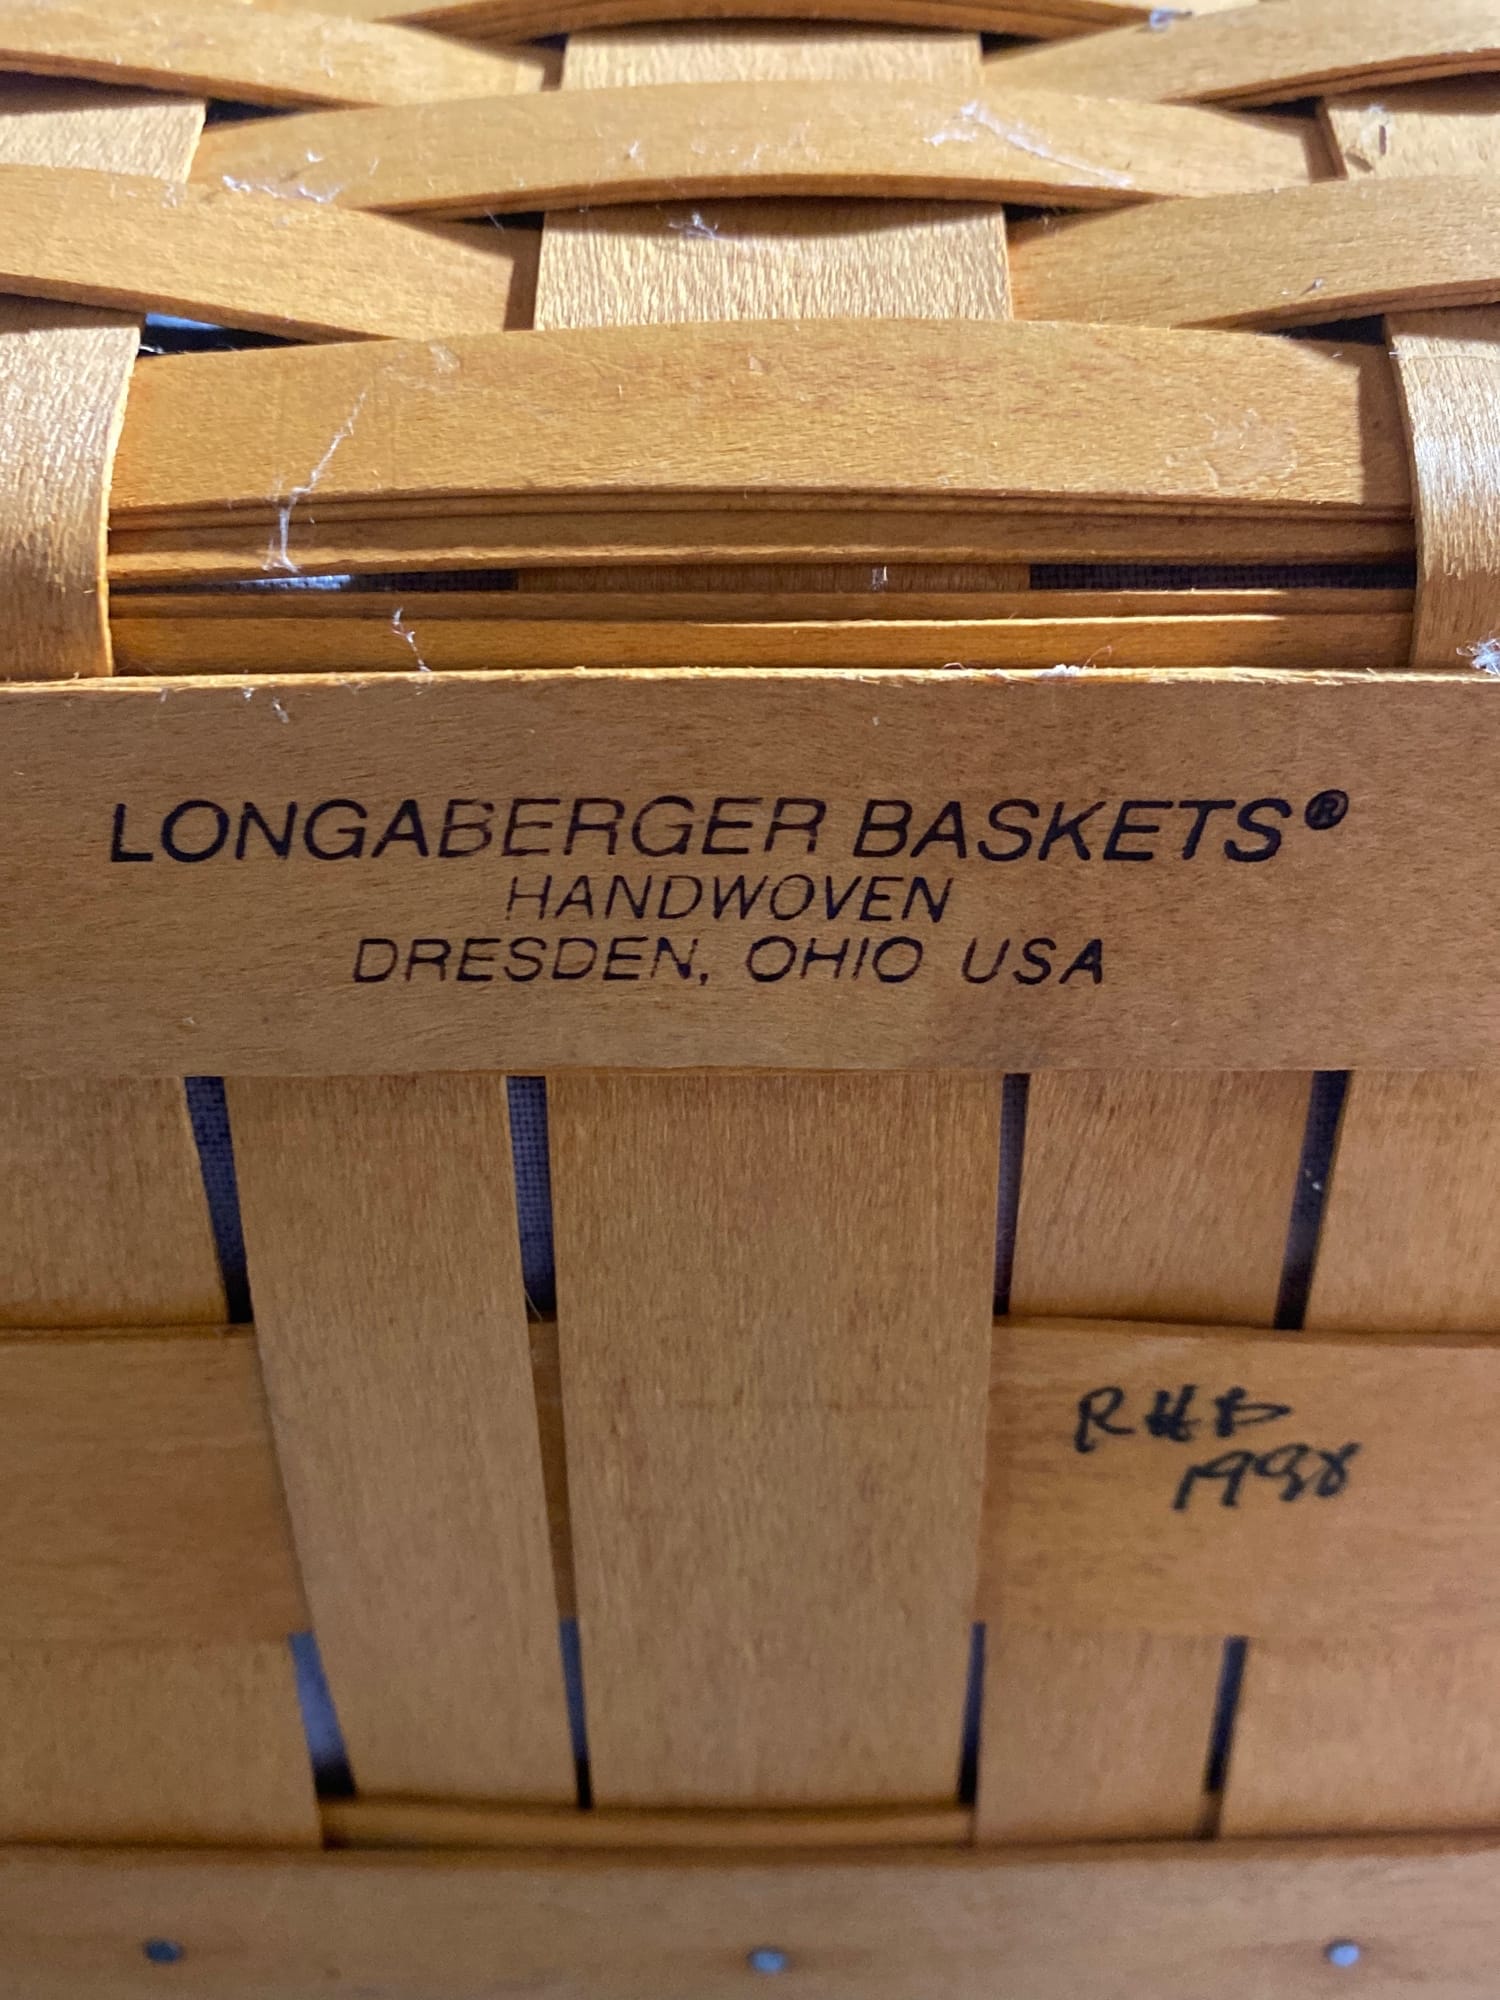 LONGABERGER BASKETS®
HANDWOVEN
DRESDEN, OHIO USA
RHB
1998